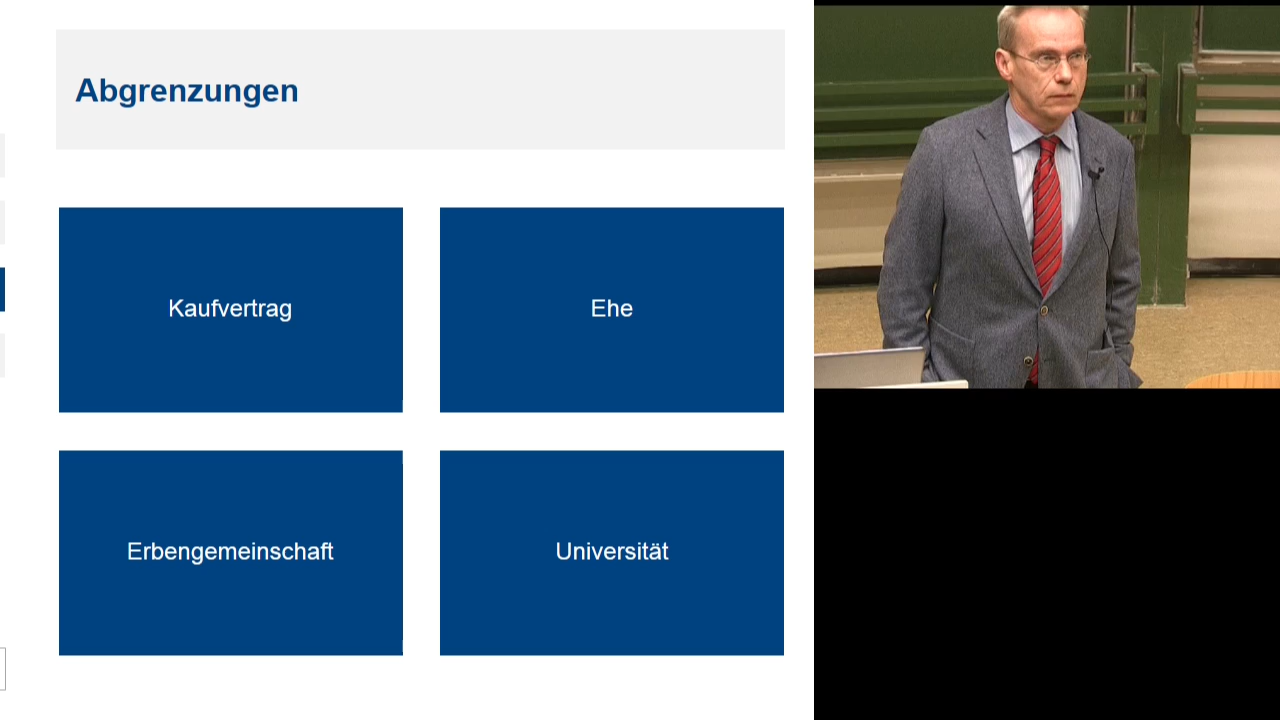 Abgrenzungen
Kaufvertrag
Ehe
Erbengemeinschaft
Universität